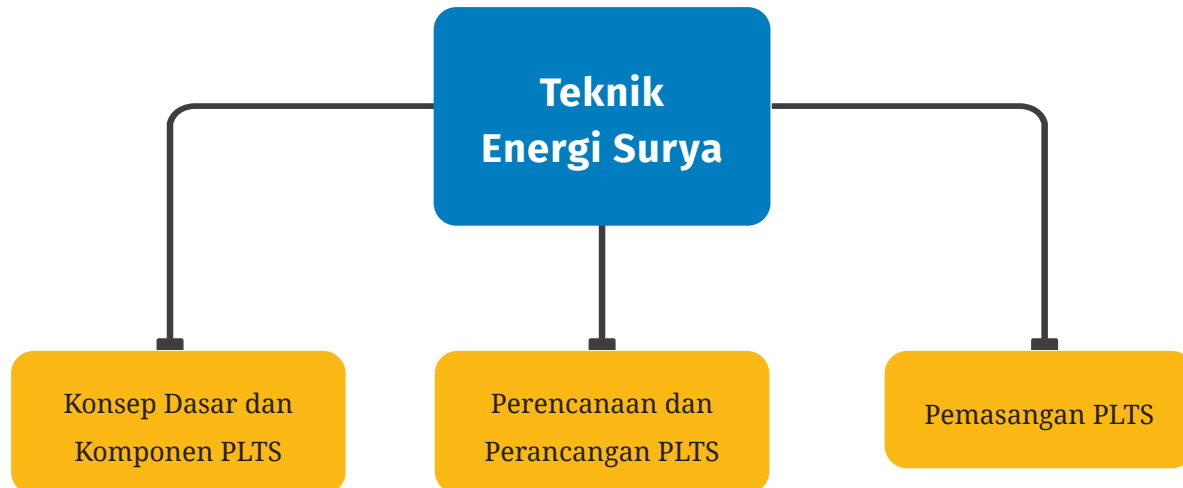 Teknik
Energi Surya
Konsep Dasar dan
Komponen PLTS
Perencanaan dan
Perancangan PLTS
Pemasangan PLTS